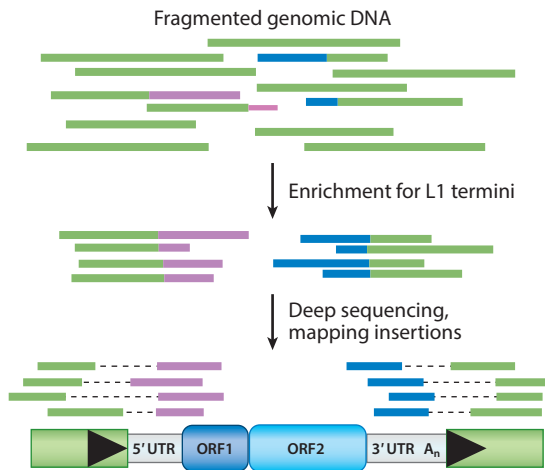 Fragmented genomic DNA
Enrichment for L1 termini
Deep sequencing,
mapping insertions
5′ UTR ORF1 ORF2 3′ UTR An